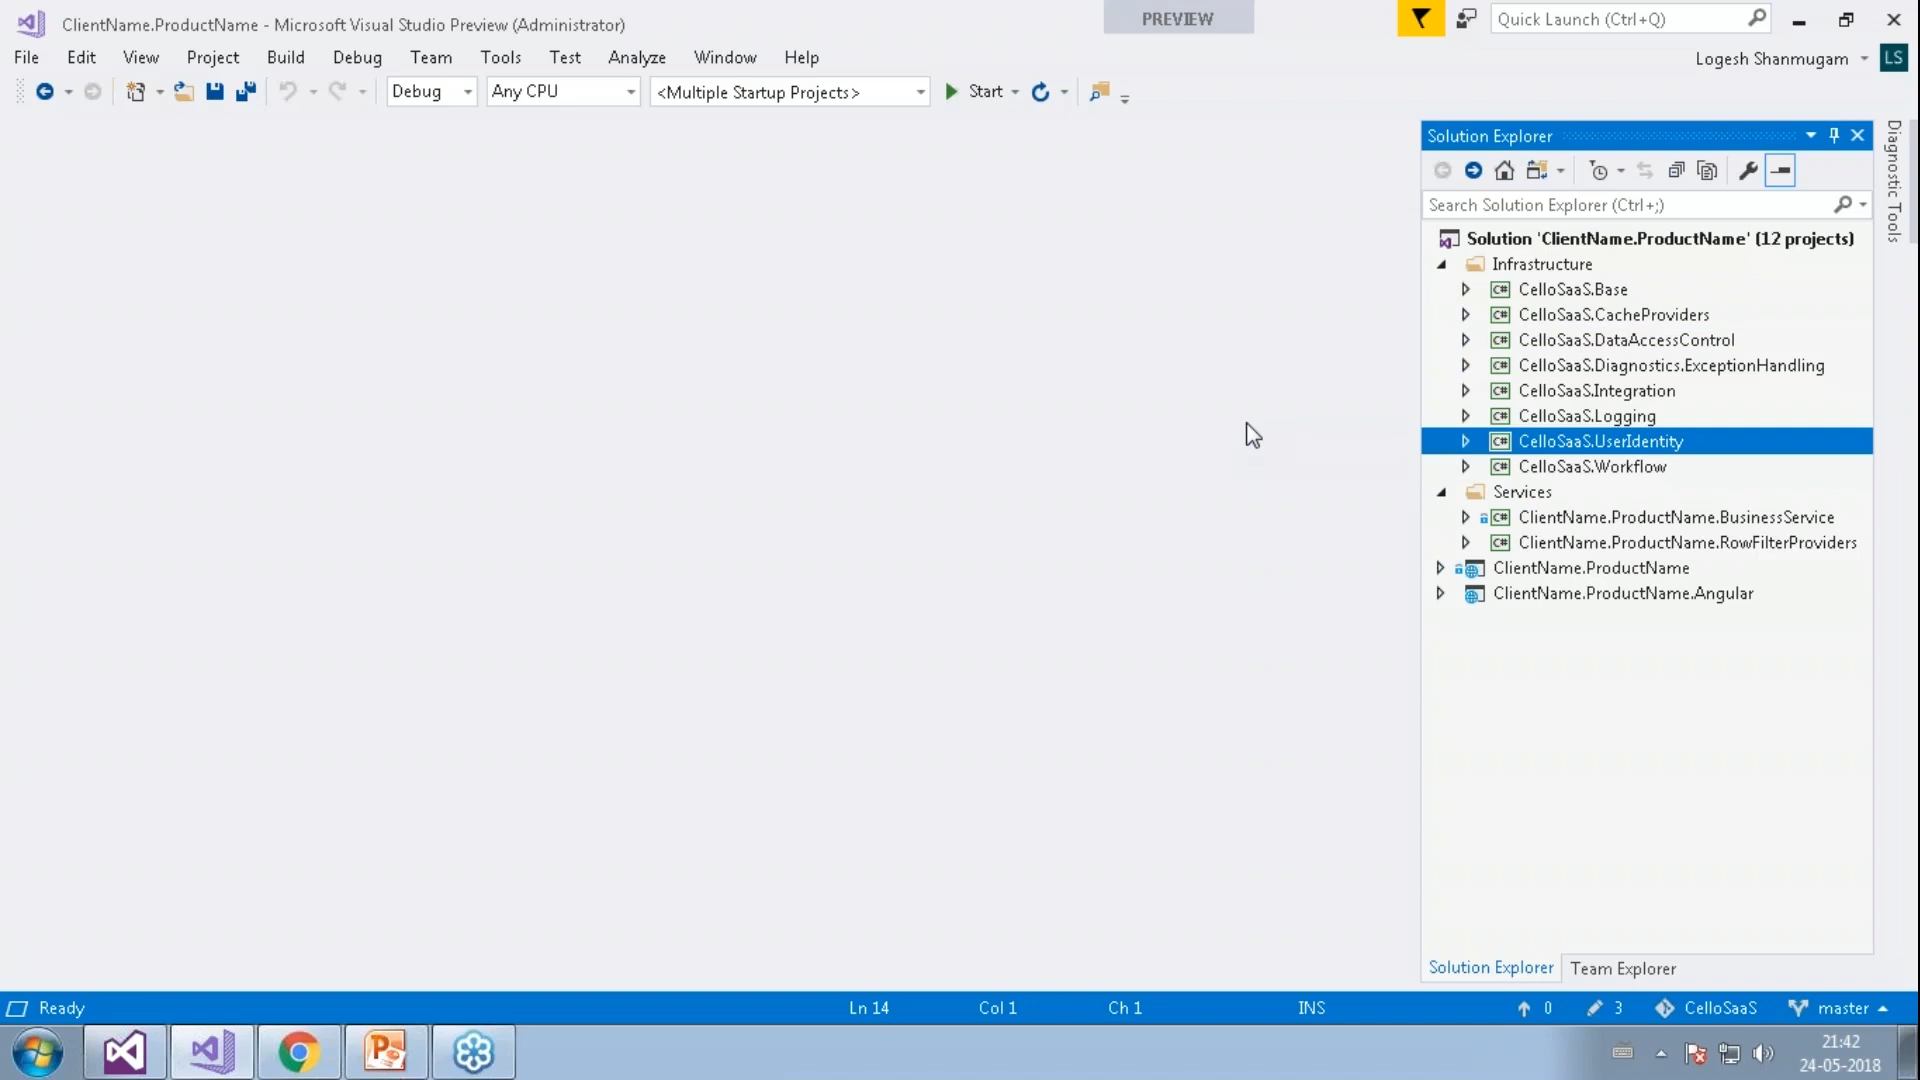 ClientName.ProductName - Microsoft Visual Studio Preview (Administrator)
PREVIEW
Quick Launch (Ctrl+Q)
File Edit View Project Build Debug Team Tools Test Analyze Window Help
Logesh Shanmugam LS
Debug Any CPU <Multiple Startup Projects> Start
Solution Explorer
Diagnostic Tools
Search Solution Explorer (Ctrl+;)
Solution 'ClientName.ProductName' (12 projects)
Infrastructure
C# CelloSaaS.Base
C# CelloSaaS.CacheProviders
C# CelloSaaS.DataAccessControl
C# CelloSaaS.Diagnostics.ExceptionHandling
C# CelloSaaS.Integration
C# CelloSaaS.Logging
C# CelloSaaS.UserIdentity
C# CelloSaaS.Workflow
Services
C# ClientName.ProductName.BusinessService
C# ClientName.ProductName.RowFilterProviders
ClientName.ProductName
ClientName.ProductName.Angular
Solution Explorer Team Explorer
Ready Ln 14 Col 1 Ch 1 INS 0 3 CelloSaaS master
21:42
24-05-2018